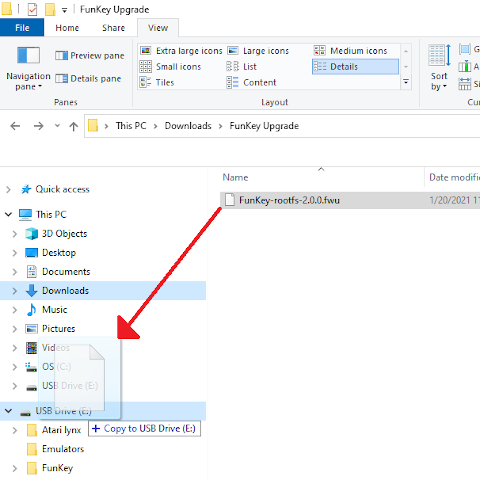 FunKey Upgrade
File Home Share View
Navigation pane
Preview pane
Details pane
Extra large icons Large icons Medium icons
Small icons List Details
Tiles Content
Sort by
Panes Layout
This PC > Downloads > FunKey Upgrade
Name Date modifie
Quick access
FunKey-rootfs-2.0.0.fwu 1/20/2021 11
This PC
3D Objects
Desktop
Documents
Downloads
Music
Pictures
Videos
OS (C:)
USB Drive (E:)
USB Drive (E:)
Atari lynx
Copy to USB Drive (E:)
Emulators
FunKey